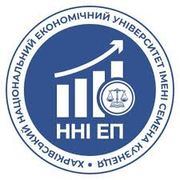 ХАРКІВСЬКИЙ НАЦІОНАЛЬНИЙ ЕКОНОМІЧНИЙ УНІВЕРСИТЕТ ІМЕНІ СЕМЕНА КУЗНЕЦЯ
ННІ ЕП